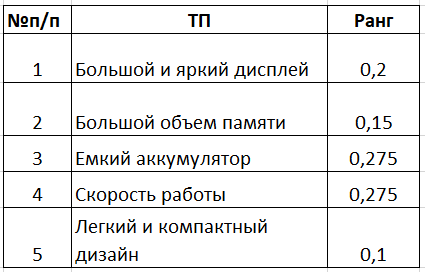 №п/п ТП Ранг
1 Большой и яркий дисплей 0,2
2 Большой объем памяти 0,15
3 Емкий аккумулятор 0,275
4 Скорость работы 0,275
5 Легкий и компактный
дизайн 0,1